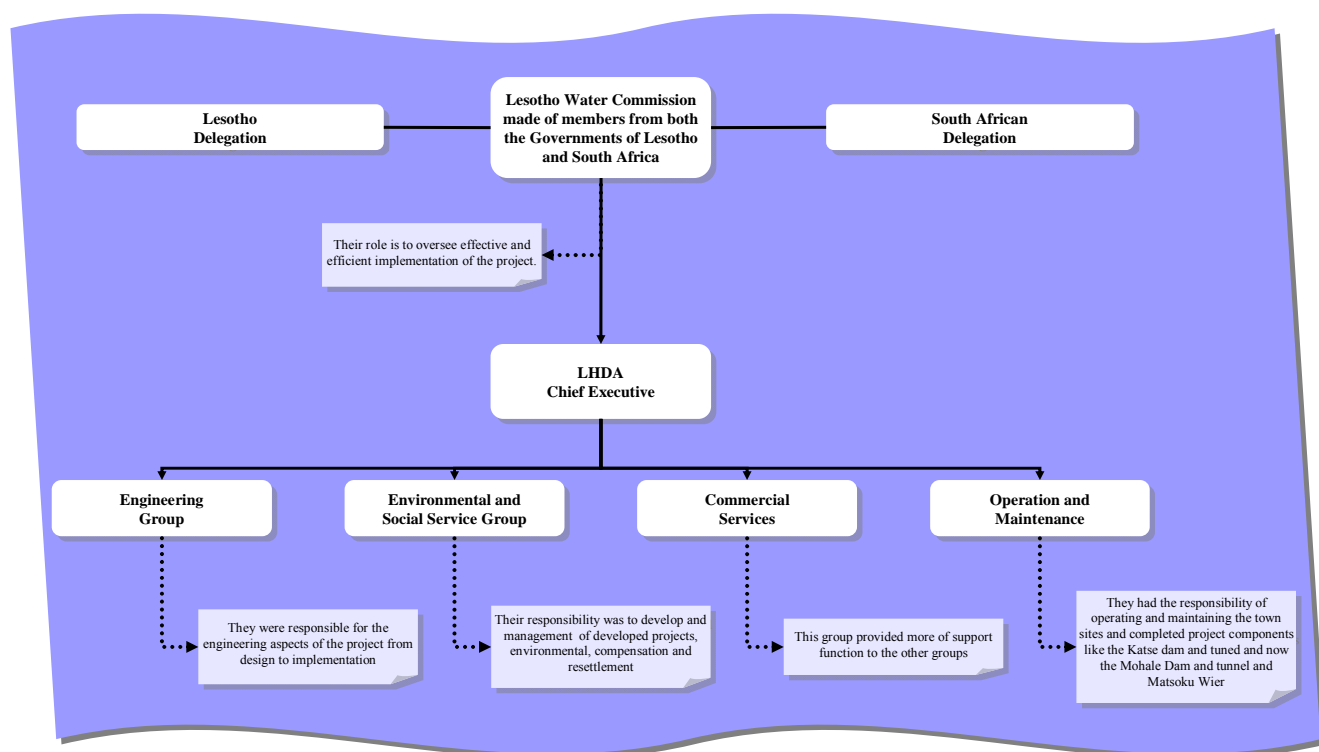 Lesotho
Delegation
Lesotho Water Commission
made of members from both
the Governments of Lesotho
and South Africa
South African
Delegation
Their role is to oversee effective and
efficient implementation of the project.
LHDA
Chief Executive
Engineering
Group
Environmental and
Social Service Group
Commercial
Services
Operation and
Maintenance
They were responsible for the
engineering aspects of the project from
design to implementation
Their responsibility was to develop and
management of developed projects,
environmental, compensation and
resettlement
This group provided more of support
function to the other groups
They had the responsibility of
operating and maintaining the town
sites and completed project components
like the Katse dam and tuned and now
the Mohale Dam and tunnel and
Matsoku Wier